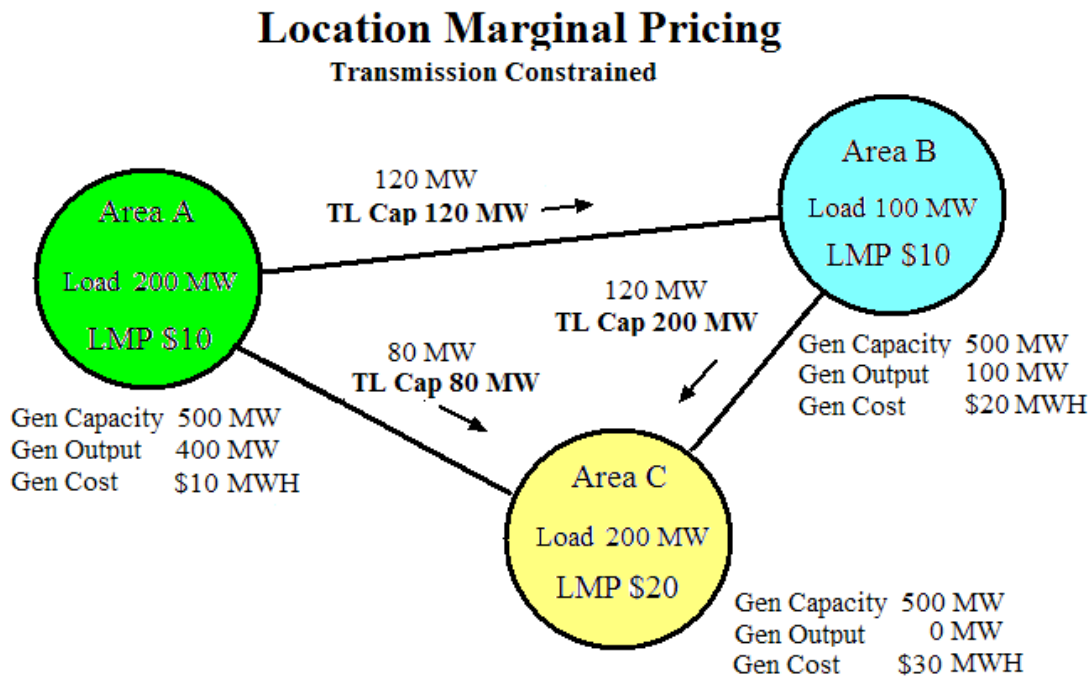 Location Marginal Pricing
Transmission Constrained
Area A
Load 200 MW
LMP $10
Gen Capacity 500 MW
Gen Output 400 MW
Gen Cost $10 MWH
120 MW
TL Cap 120 MW
80 MW
TL Cap 80 MW
120 MW
TL Cap 200 MW
Area B
Load 100 MW
LMP $10
Gen Capacity 500 MW
Gen Output 100 MW
Gen Cost $20 MWH
Area C
Load 200 MW
LMP $20
Gen Capacity 500 MW
Gen Output 0 MW
Gen Cost $30 MWH